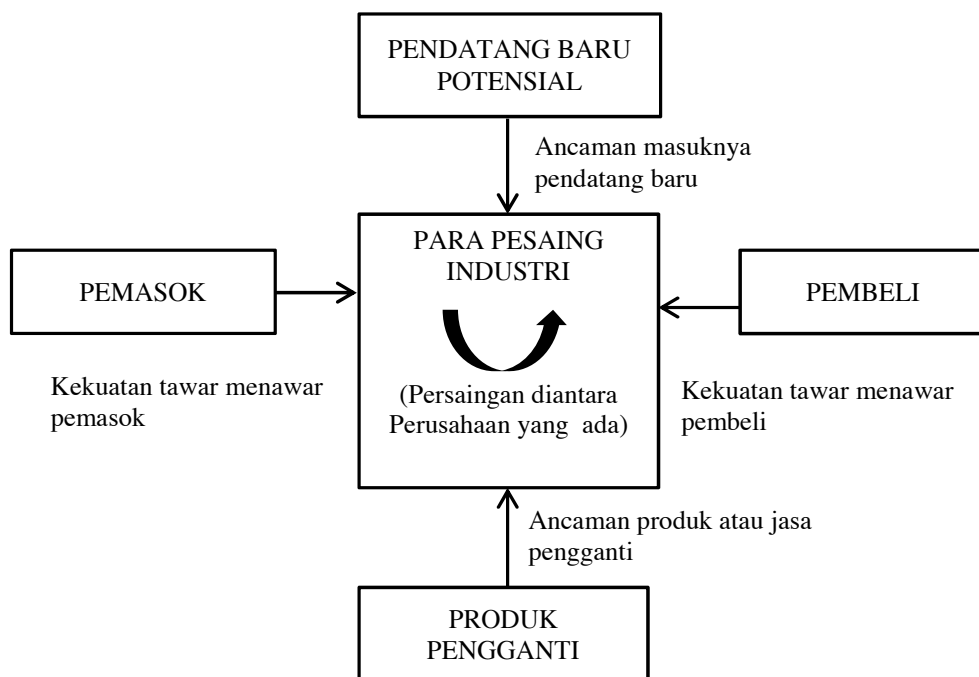 PENDATANG BARU
POTENSIAL
Ancaman masuknya
pendatang baru
PARA PESAING
INDUSTRI
PEMASOK
PEMBELI
Kekuatan tawar menawar
pemasok
(Persaingan diantara
Perusahaan yang  ada)
Kekuatan tawar menawar
pembeli
Ancaman produk atau jasa
pengganti
PRODUK
PENGGANTI